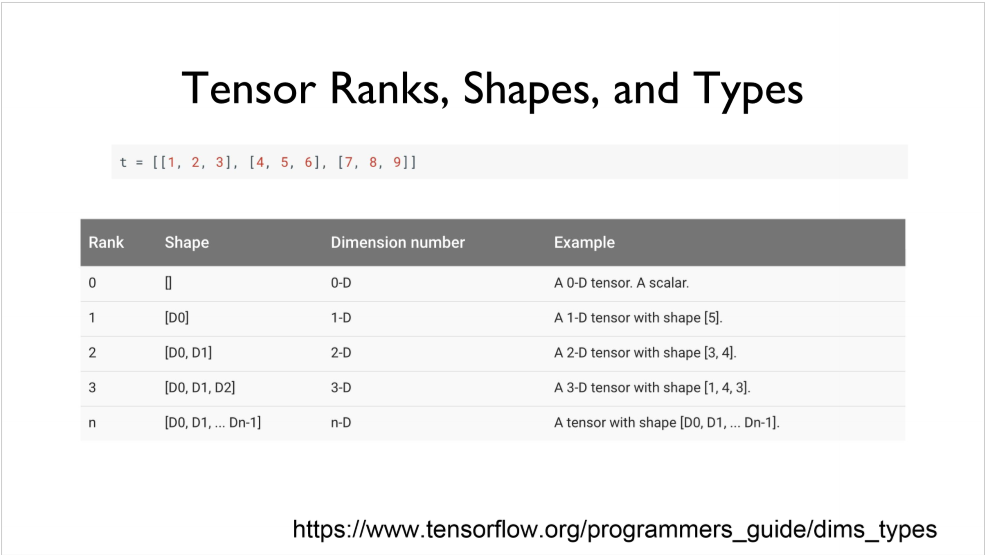 Tensor Ranks, Shapes, and Types
t = [[1, 2, 3], [4, 5, 6], [7, 8, 9]]
Rank Shape Dimension number Example
0 [] 0-D A 0-D tensor. A scalar.
1 [D0] 1-D A 1-D tensor with shape [5].
2 [D0, D1] 2-D A 2-D tensor with shape [3, 4].
3 [D0, D1, D2] 3-D A 3-D tensor with shape [1, 4, 3].
n [D0, D1, ... Dn-1] n-D A tensor with shape [D0, D1, ... Dn-1].
https://www.tensorflow.org/programmers_guide/dims_types